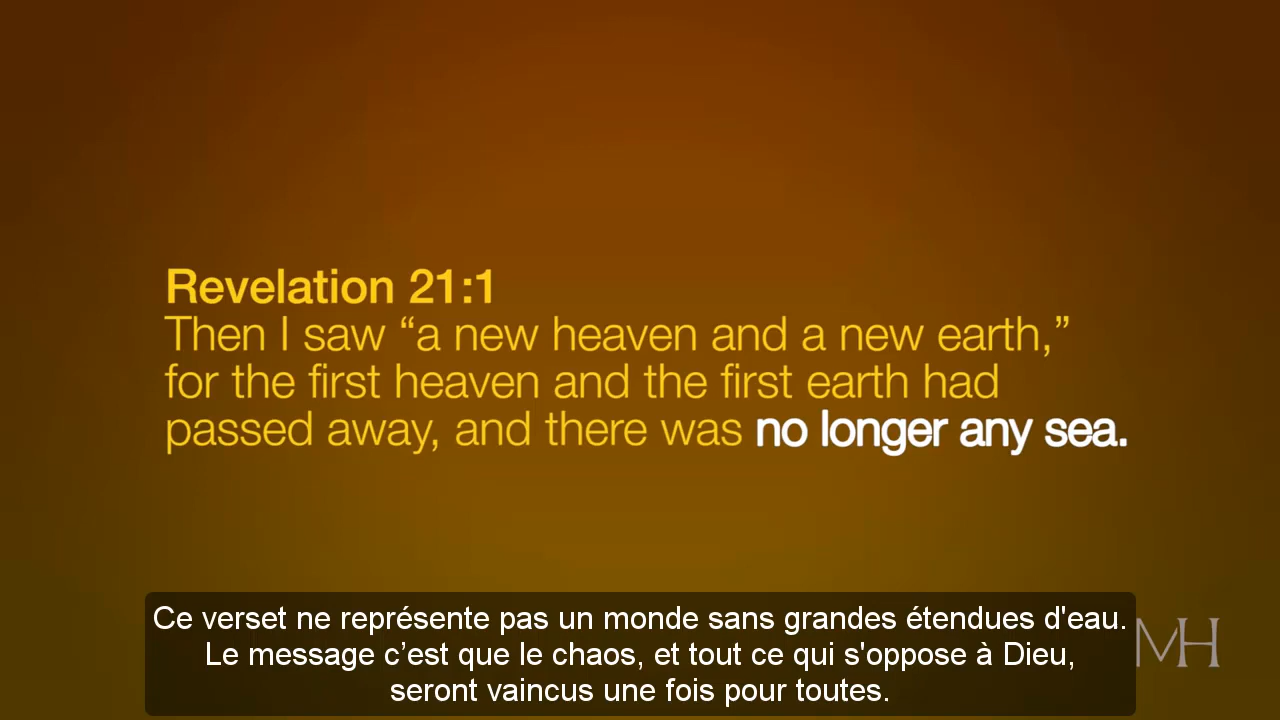 Revelation 21:1
Then I saw “a new heaven and a new earth,”
for the first heaven and the first earth had
passed away, and there was no longer any sea.
Ce verset ne représente pas un monde sans grandes étendues d'eau.
Le message c’est que le chaos, et tout ce qui s'oppose à Dieu,
seront vaincus une fois pour toutes.
MH